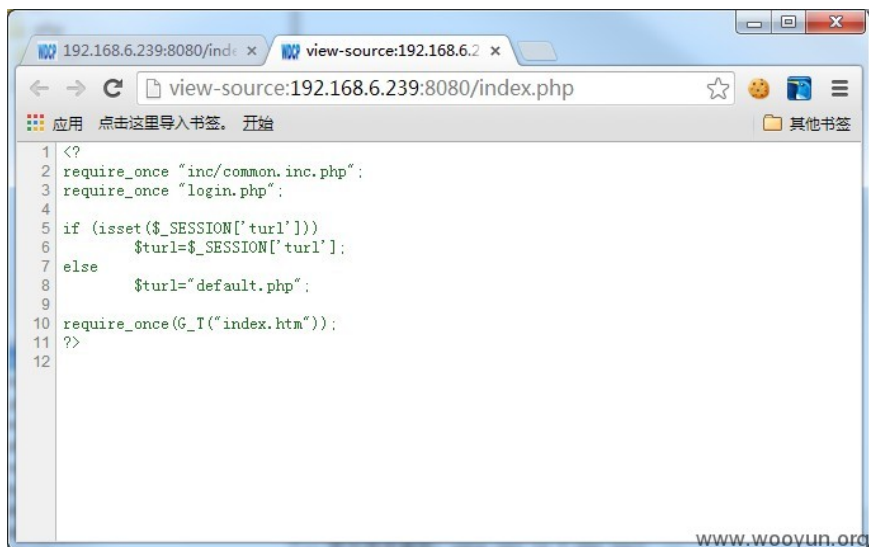 WDCP 192.168.6.239:8080/inde
WDCP view-source:192.168.6.2
view-source:192.168.6.239:8080/index.php
应用 点击这里导入书签。 开始 其他书签
1 <?
2 require_once "inc/common.inc.php";
3 require_once "login.php";
4
5 if (isset($_SESSION['turl']))
6 $turl=$_SESSION['turl'];
7 else
8 $turl="default.php";
9
10 require_once(G_T("index.htm"));
11 ?>
12
www.wooyun.org